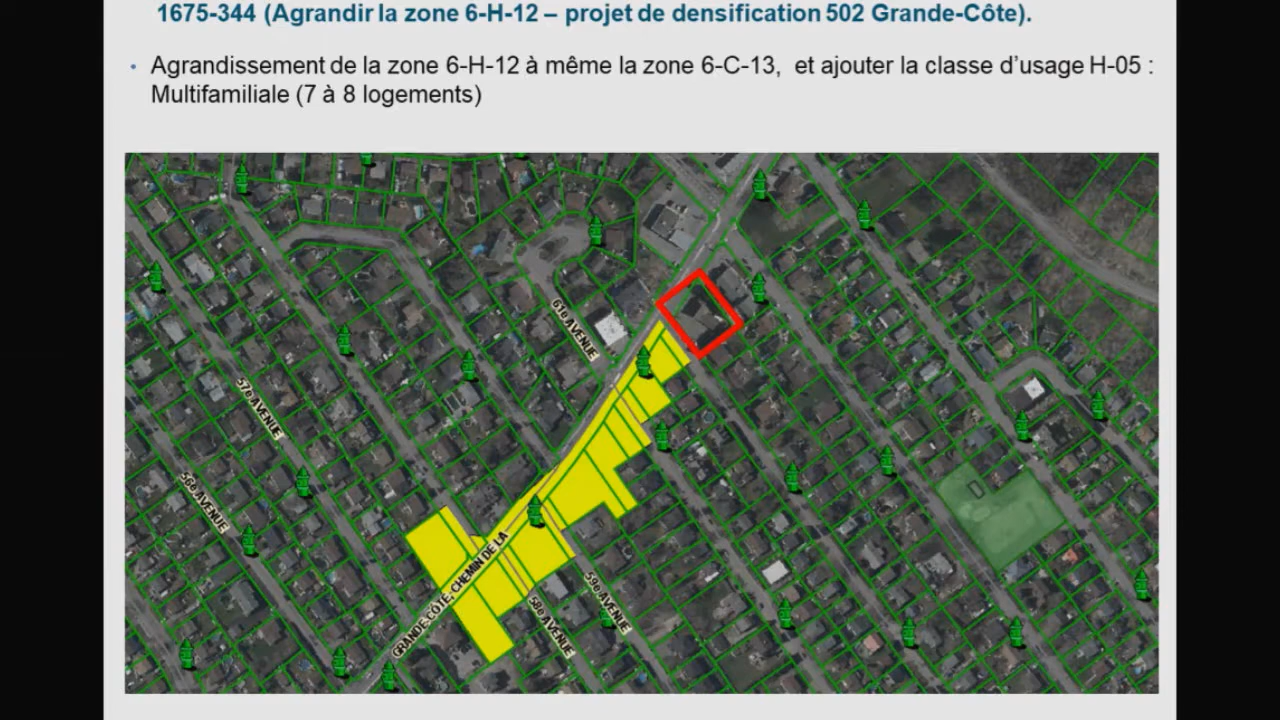 1675-344 (Agrandir la zone 6-H-12 – projet de densification 502 Grande-Côte).
• Agrandissement de la zone 6-H-12 à même la zone 6-C-13, et ajouter la classe d’usage H-05 :
Multifamiliale (7 à 8 logements)
61e AVENUE
57e AVENUE
56e AVENUE
GRANDE-CÔTE, CHEMIN DE LA
59e AVENUE
58e AVENUE